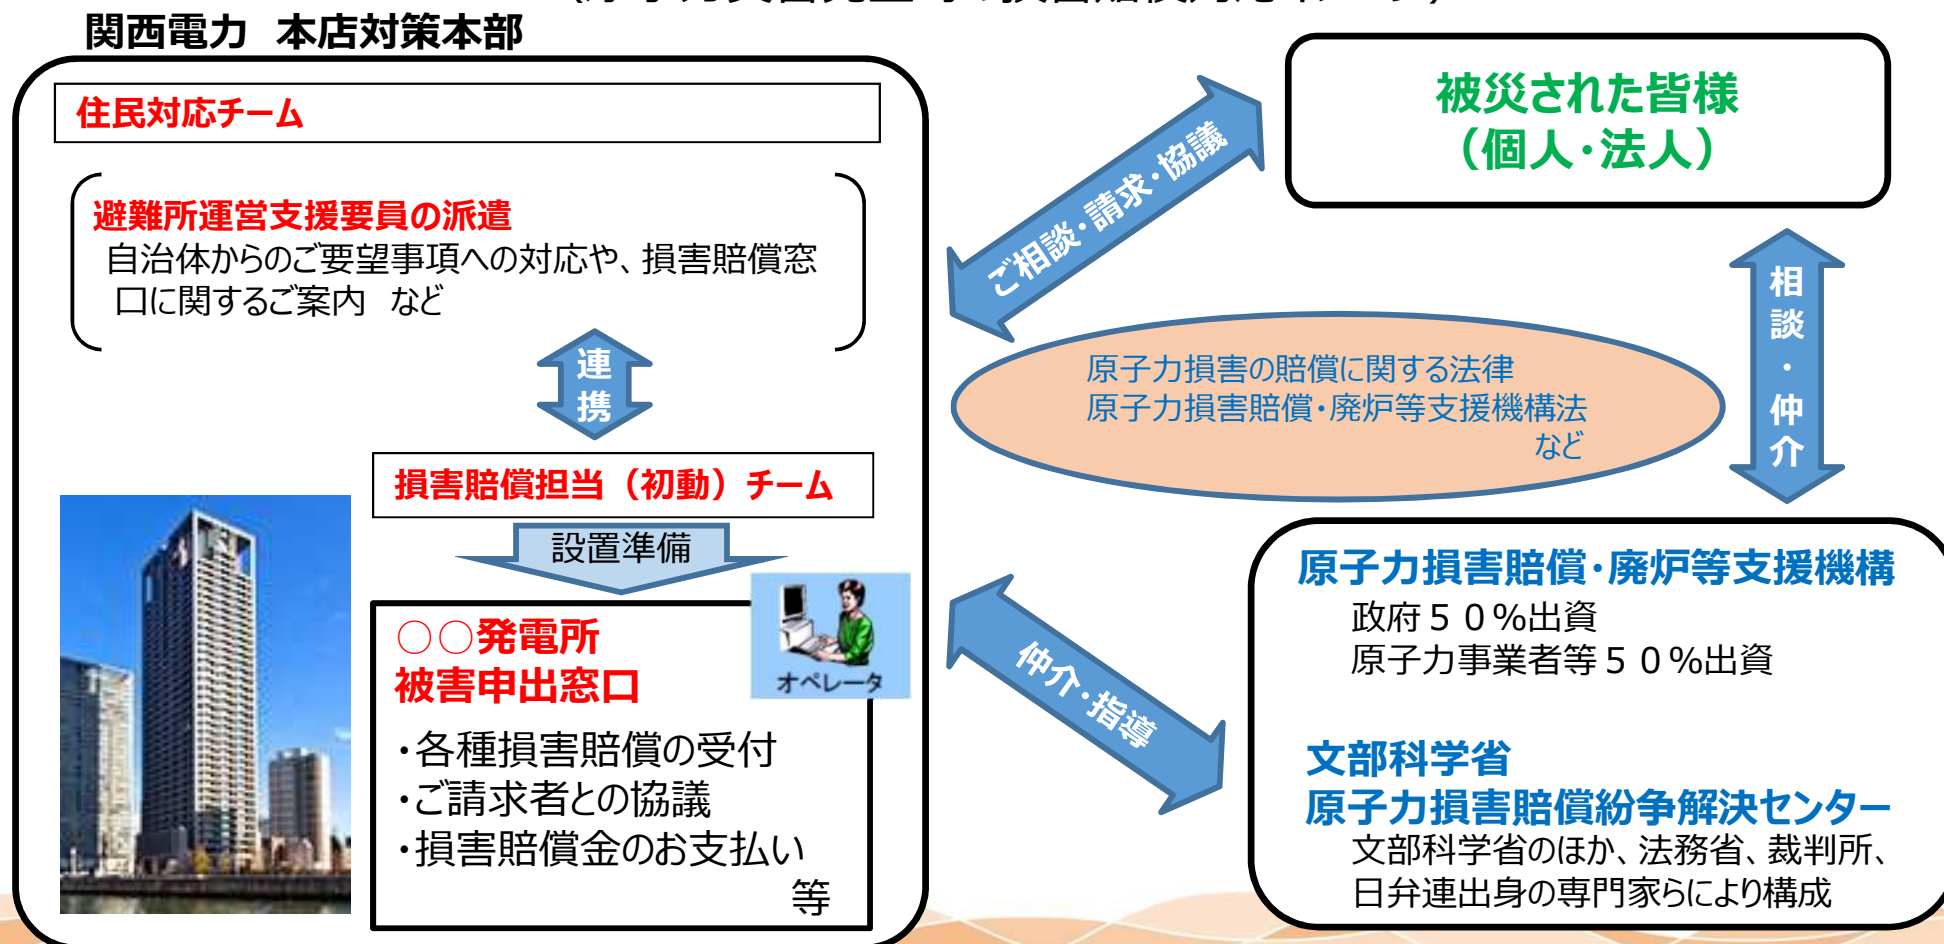 関西電力　本店対策本部
住民対応チーム
避難所運営支援要員の派遣
自治体からのご要望事項への対応や、損害賠償窓
口に関するご案内　など
連携
損害賠償担当（初動）チーム
設置準備
○○発電所
被害申出窓口
オペレータ
・各種損害賠償の受付
・ご請求者との協議
・損害賠償金のお支払い
等
ご相談・請求・協議
被災された皆様
（個人・法人）
原子力損害の賠償に関する法律
原子力損害賠償・廃炉等支援機構法
など
相談・仲介
仲介・指導
原子力損害賠償・廃炉等支援機構
政府５０％出資
原子力事業者等５０％出資
文部科学省
原子力損害賠償紛争解決センター
文部科学省のほか、法務省、裁判所、
日弁連出身の専門家らにより構成